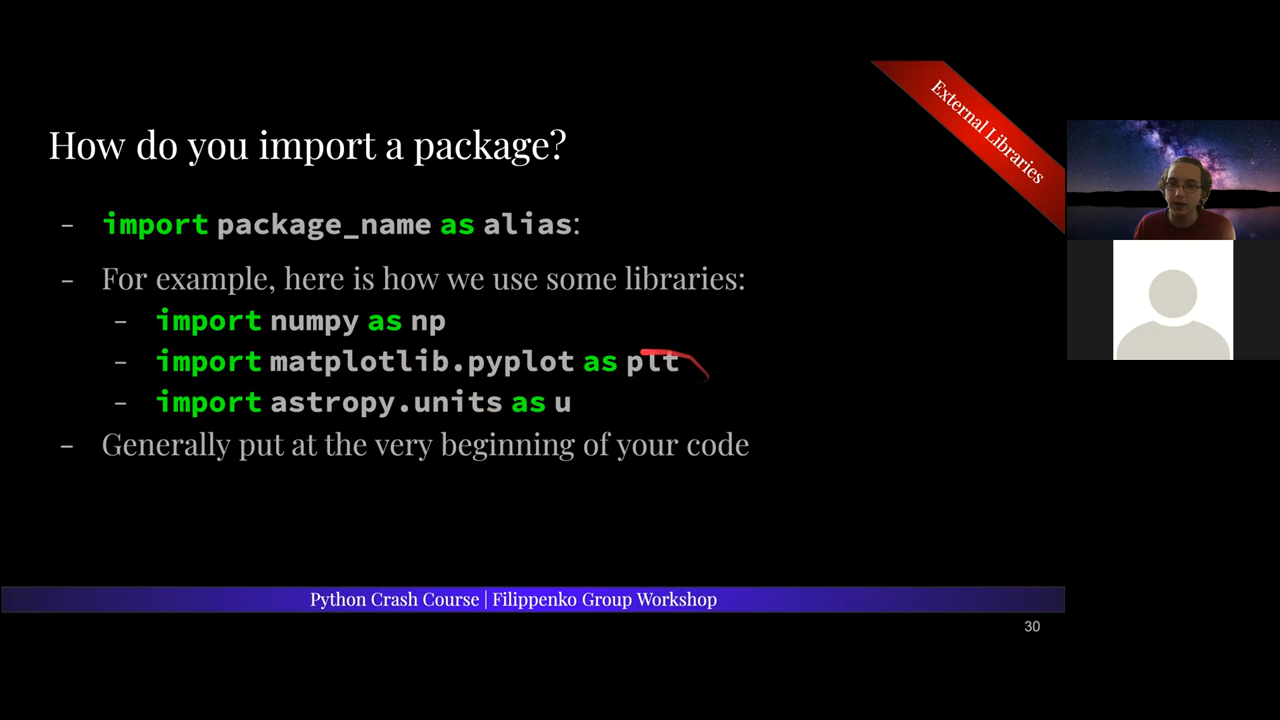 External Libraries
How do you import a package?
- import package_name as alias:
- For example, here is how we use some libraries:
- import numpy as np
- import matplotlib.pyplot as plt
- import astropy.units as u
- Generally put at the very beginning of your code
Python Crash Course | Filippenko Group Workshop
30